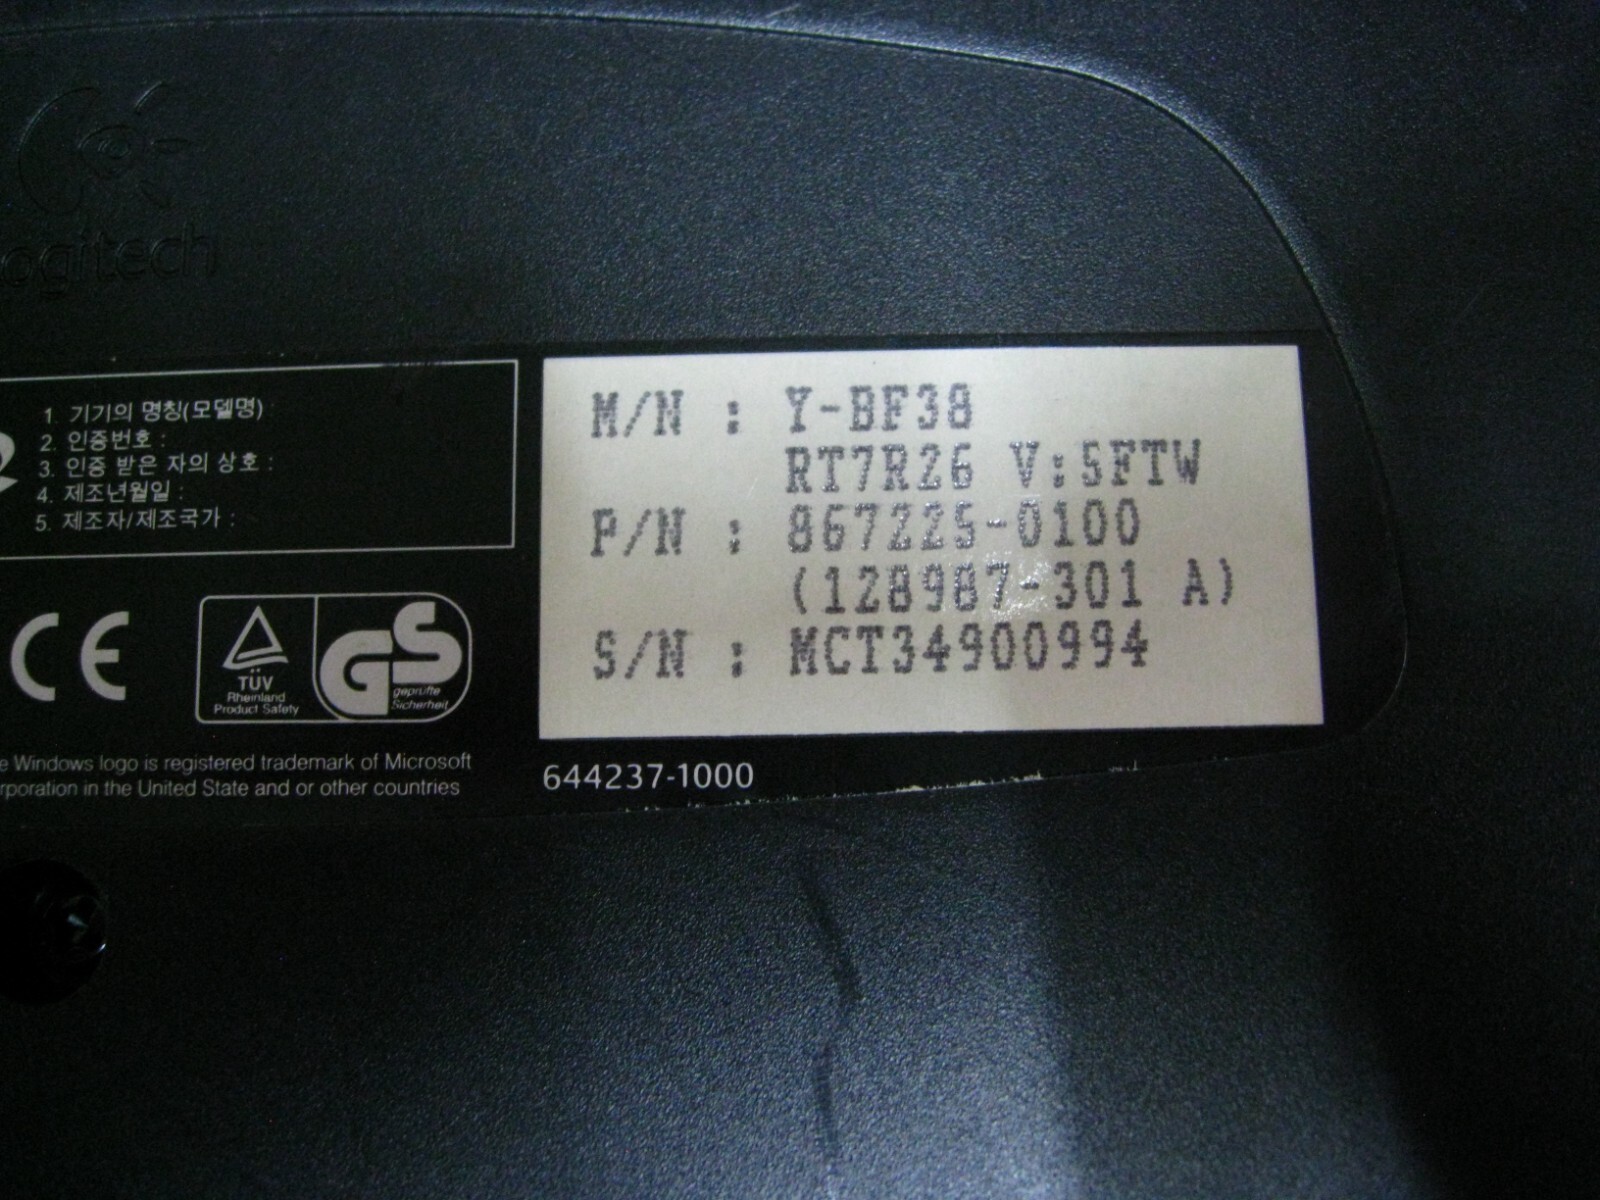 Logitech
1. 기기의 명칭(모델명) :
2. 인증번호 :
3. 인증 받은 자의 상호 :
4. 제조년월일 :
5. 제조자/제조국가 :
M/N : Y-BF38
RT7R26 V:5FTW
P/N : 867225-0100
(128987-301 A)
S/N : MCT34900994
CE
TÜV
Rheinland
Product Safety
GS
geprüfte
Sicherheit
Windows logo is registered trademark of Microsoft
in the United State and or other countries
644237-1000